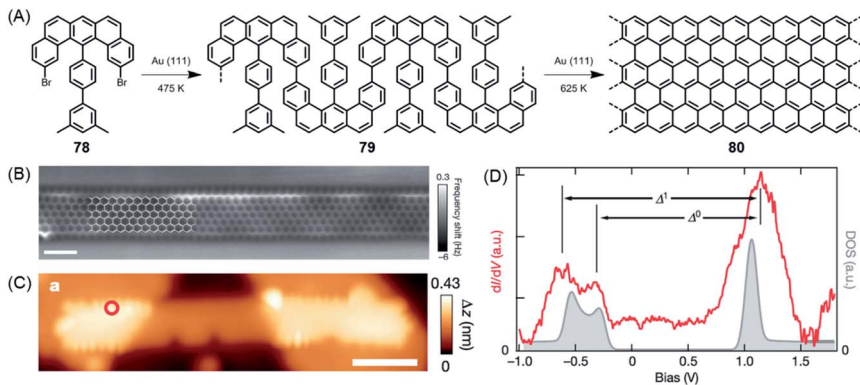 (A)
Br
Br
78
Au (111)
475 K
79
Au (111)
625 K
80
(B)
0.3
Frequency shift (Hz)
−6
(C)
a
0.43
Δz (nm)
0
(D)
Δ¹
Δ⁰
dI/dV (a.u.)
DOS (a.u.)
0
0
-1.0
-0.5
0
0.5
1.0
1.5
Bias (V)